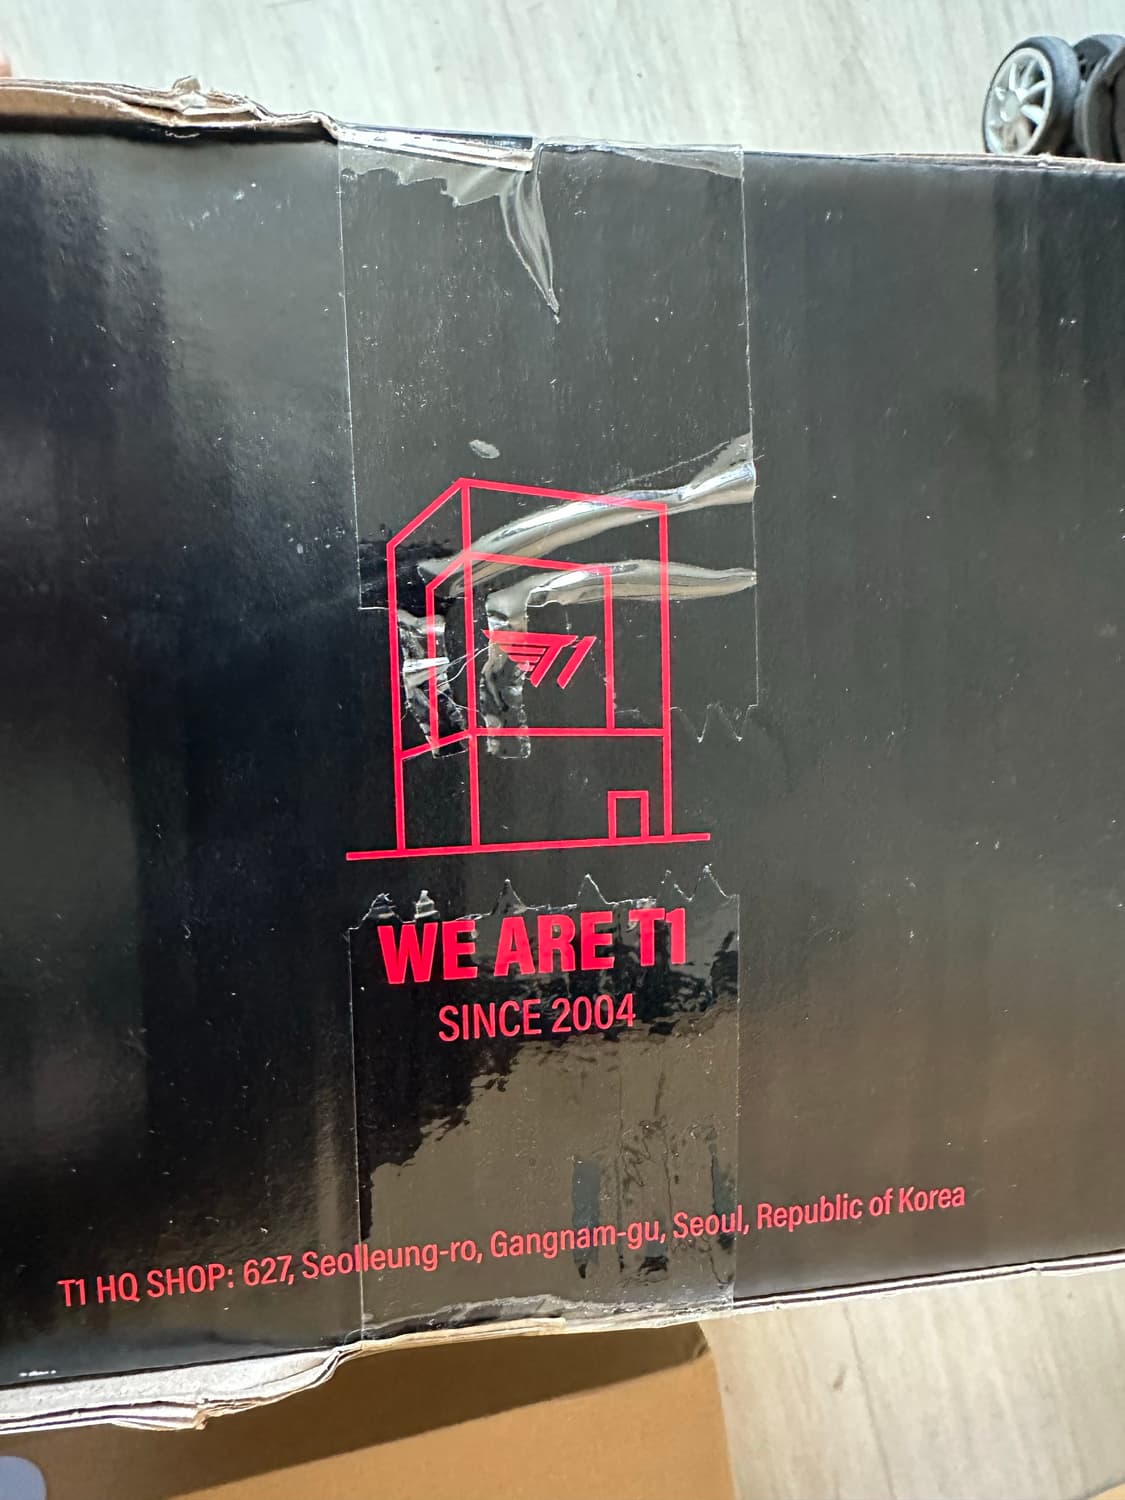 T1
WE ARE T1
SINCE 2004
T1 HQ SHOP: 627, Seolleung-ro, Gangnam-gu, Seoul, Republic of Korea